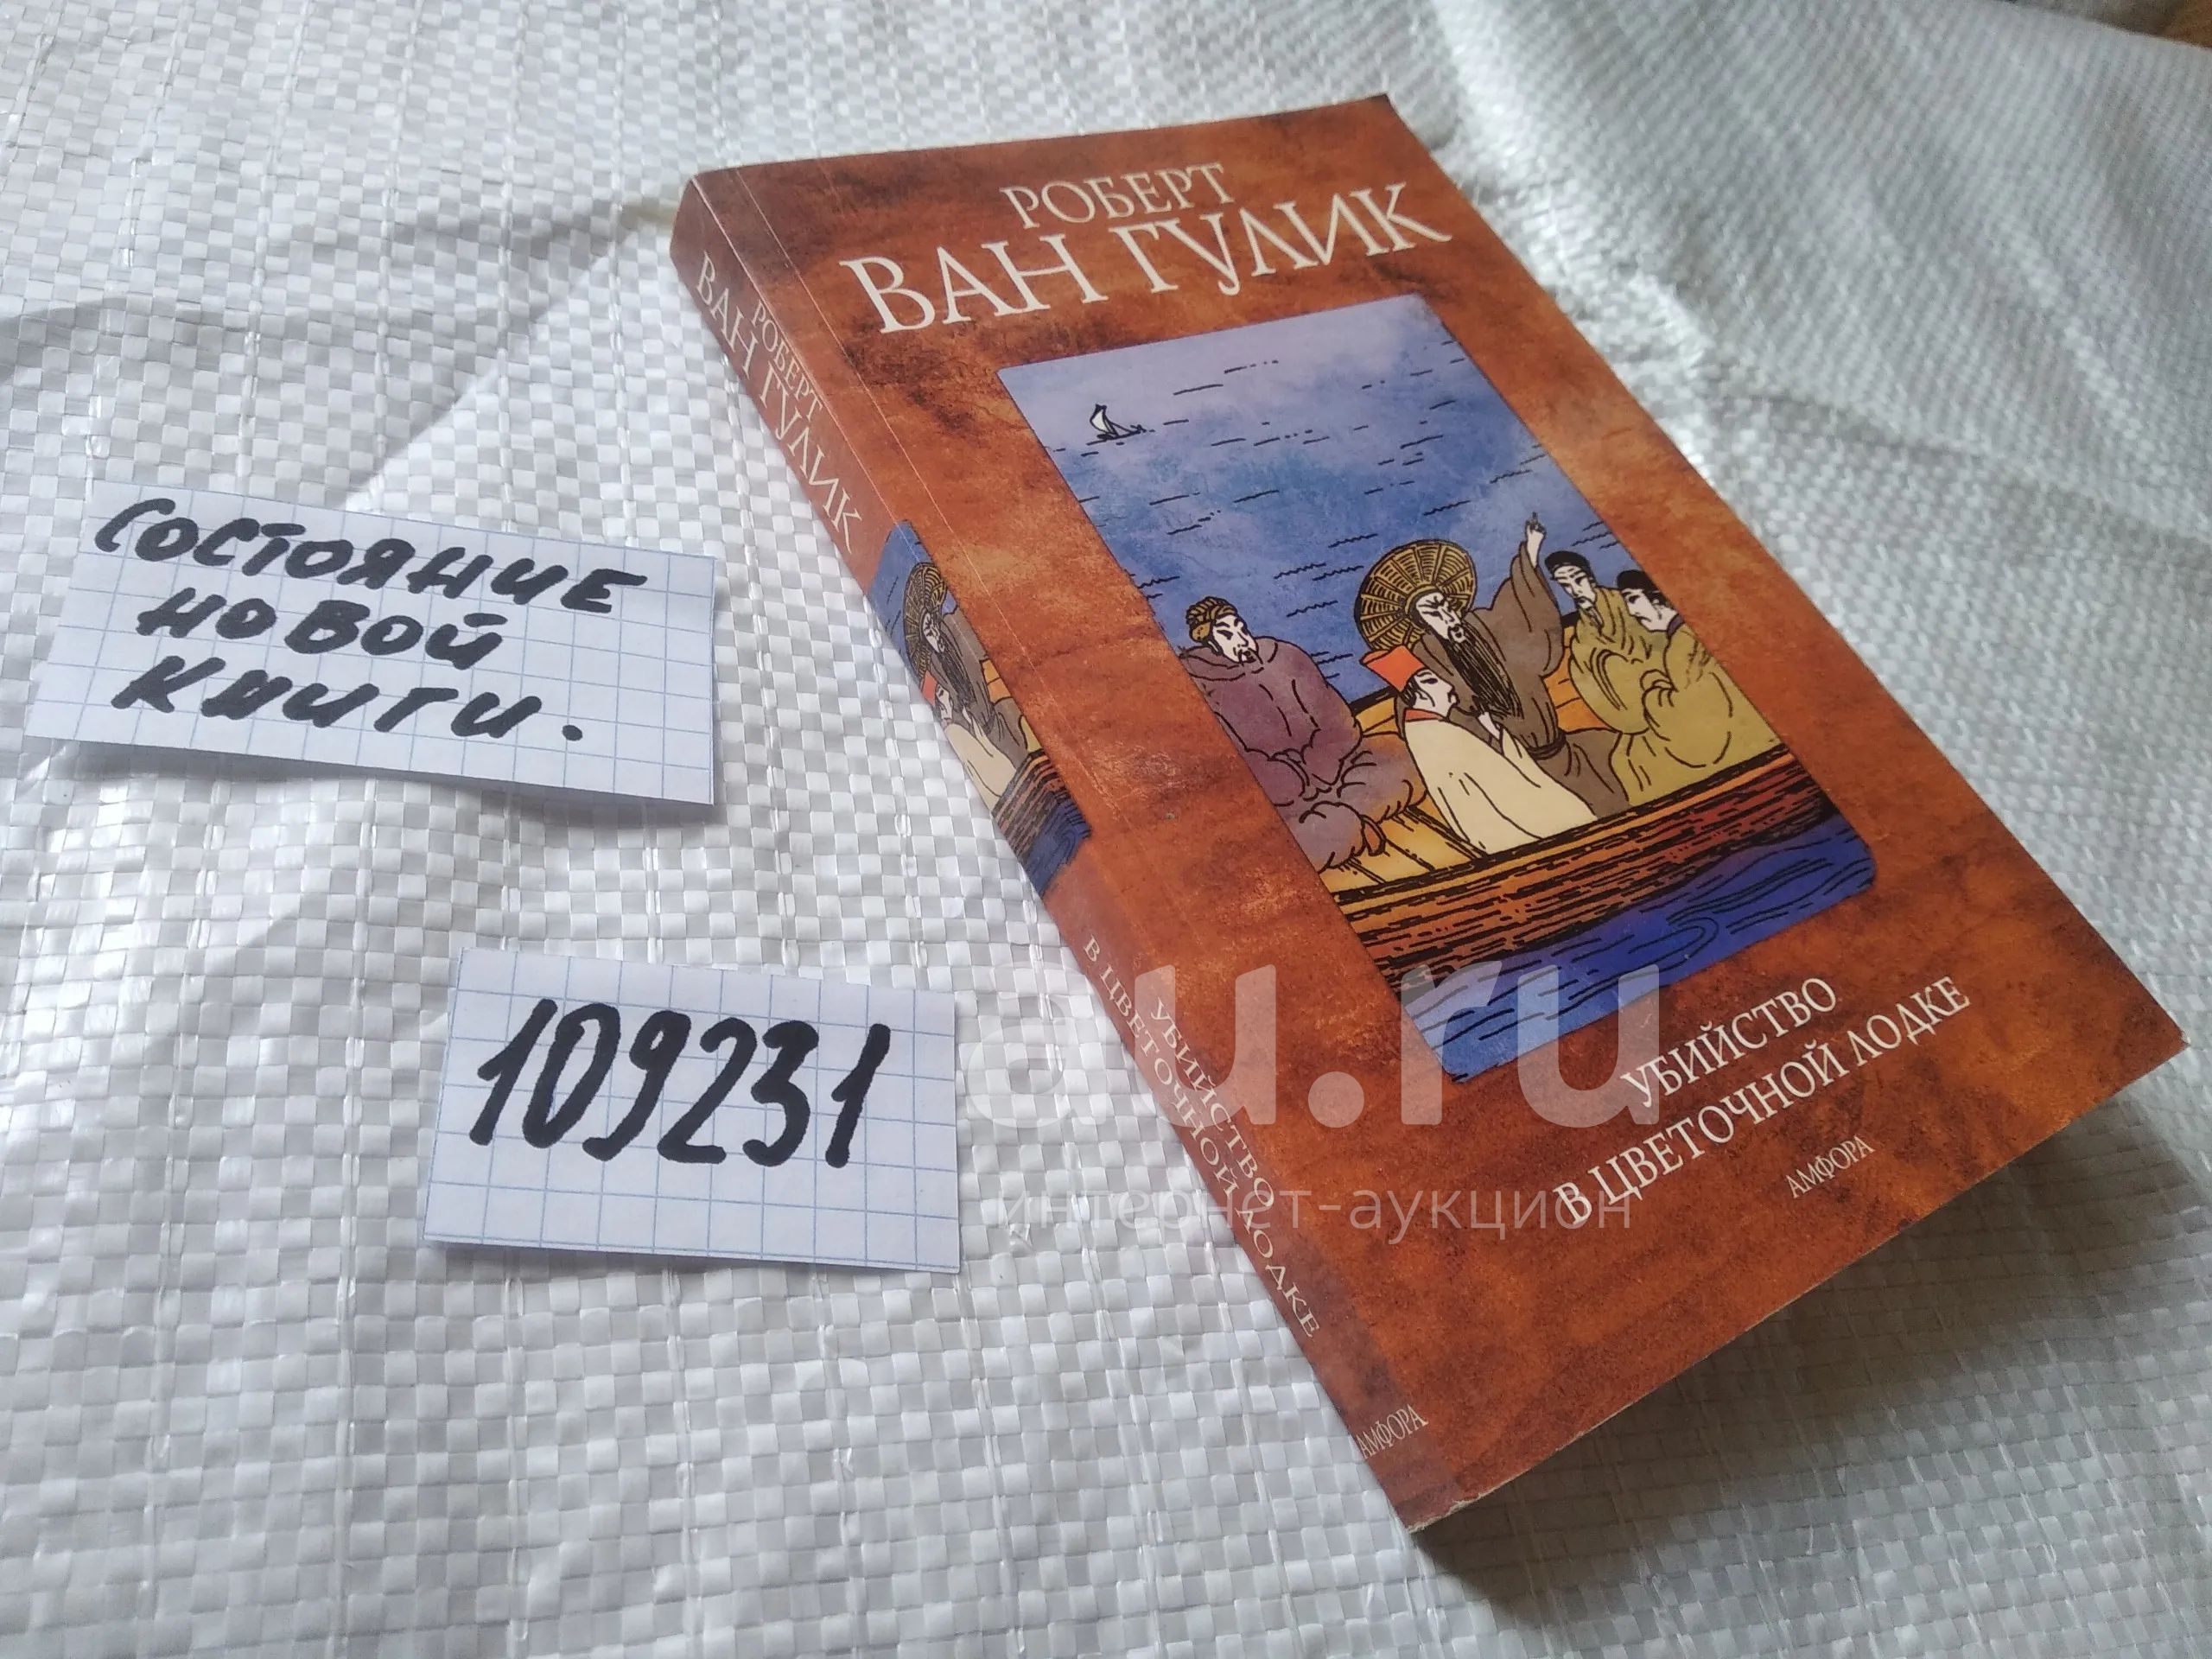 РОБЕРТ
ВАН ГУЛИК
РОБЕРТ
ВАН ГУЛИК
СОСТОЯНИЕ
НОВОЙ
КНИГИ.
109231
УБИЙСТВО
В ЦВЕТОЧНОЙ ЛОДКЕ
АМФОРА
УБИЙСТВО
В ЦВЕТОЧНОЙ ЛОДКЕ
АМФОРА
au.ru
интернет-аукцион